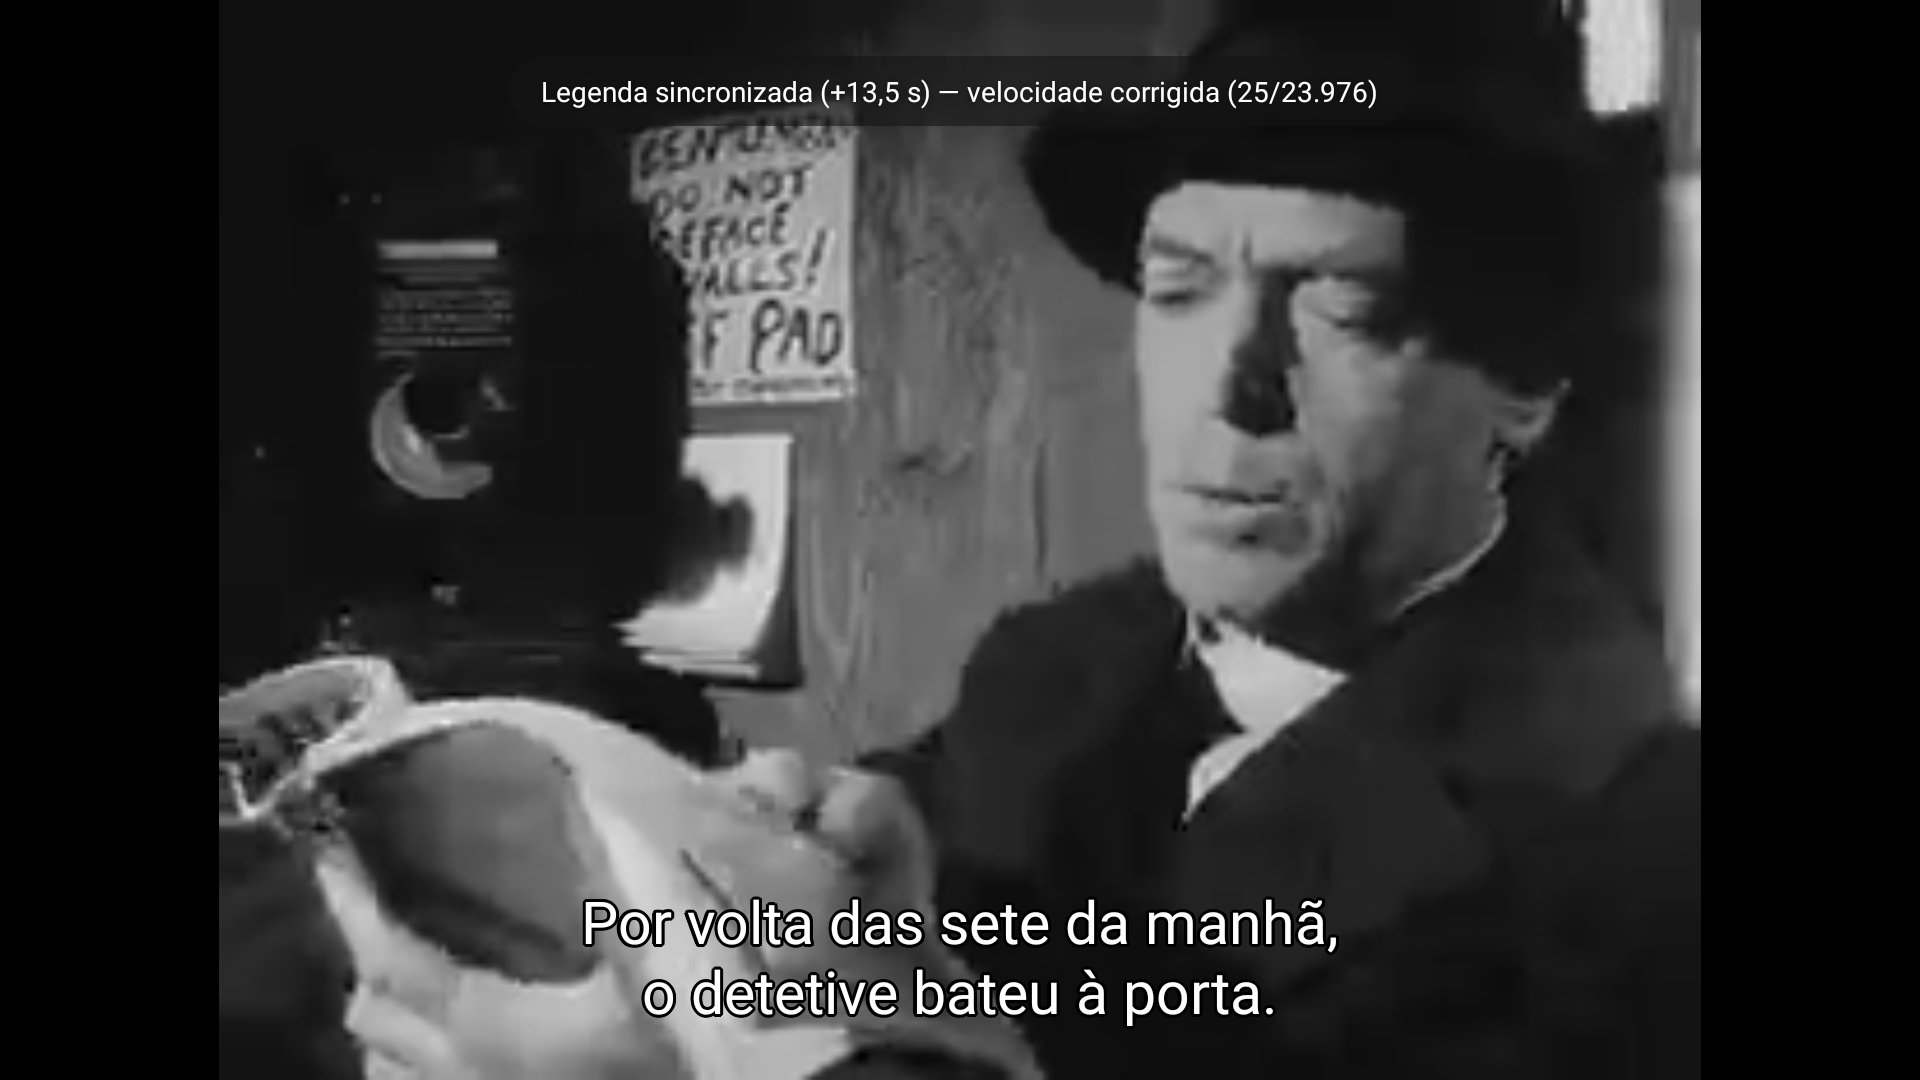 Legenda sincronizada (+13,5 s) — velocidade corrigida (25/23.976)
DO NOT
DEFACE
WALLS!
PAD
Por volta das sete da manhã,
o detetive bateu à porta.